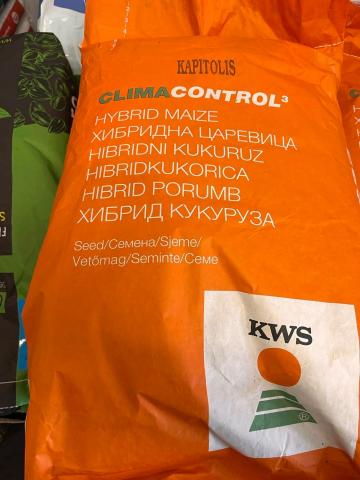 KAPITOLIS
CLIMACONTROL³
HYBRID MAIZE
ХИБРИДНА ЦАРЕВИЦА
HIBRIDNI KUKURUZ
HIBRIDKUKORICA
HIBRID PORUMB
ХИБРИД КУКУРУЗА
Seed/Семена/Sjeme/
Vetőmag/Seminte/Семе
KWS
®